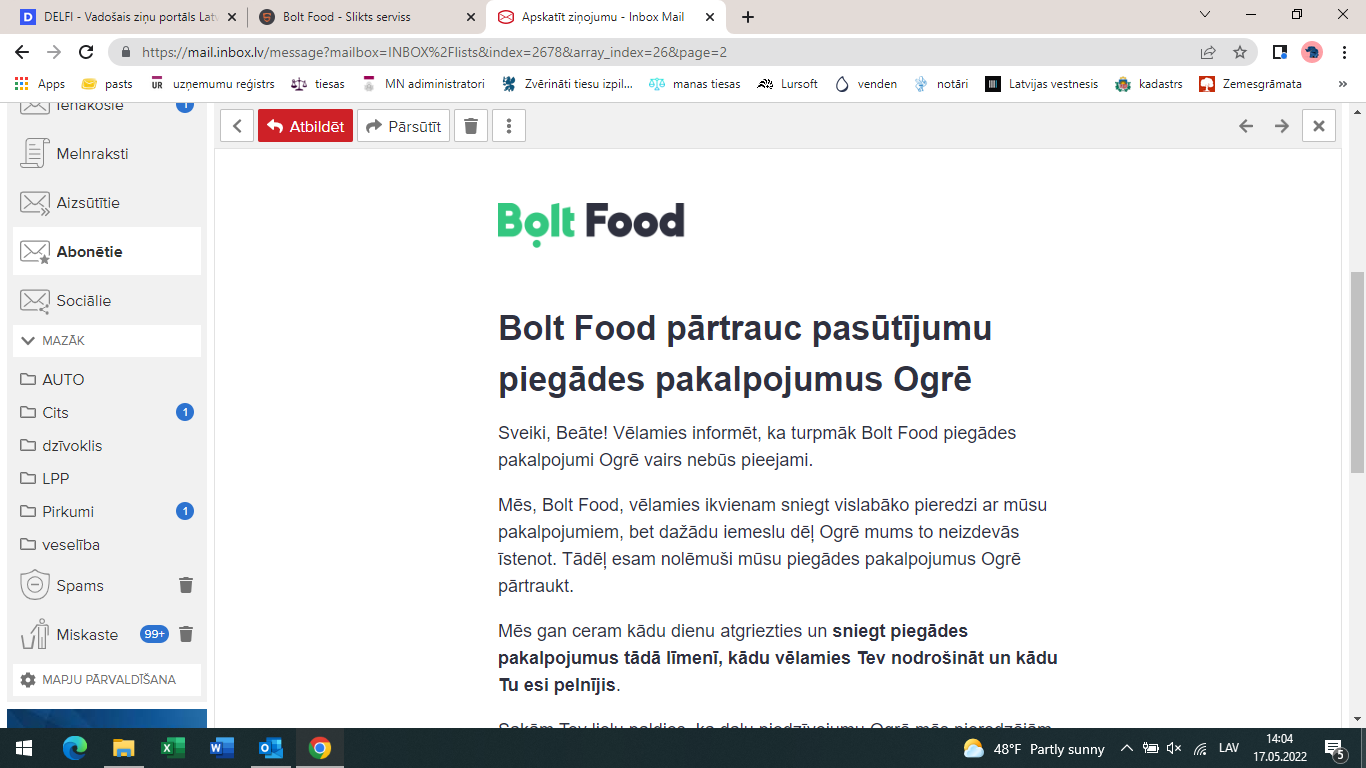 DELFI - Vadošais ziņu portāls Latv
Bolt Food - Slikts serviss
Apskatīt ziņojumu - Inbox Mail
https://mail.inbox.lv/message?mailbox=INBOX%2Flists&index=2678&array_index=26&page=2
Apps
pasts
uzņemumu reģistrs
tiesas
MN adiminidtratori
Zvērināti tiesu izpil...
manas tiesas
Lursoft
venden
notāri
Latvijas vestnesis
kadastrs
Zemesgrāmata
»
Ienākošie 1
Melnraksti
Aizsūtītie
Abonētie
Sociālie
MAZĀK
AUTO
Cits 1
dzīvoklis
LPP
Pirkumi 1
veselība
Spams
Miskaste 99+
MAPJU PĀRVALDĪŠANA
Atbildēt
Pārsūtīt
Bolt Food
Bolt Food pārtrauc pasūtījumu
piegādes pakalpojumus Ogrē
Sveiki, Beāte! Vēlamies informēt, ka turpmāk Bolt Food piegādes
pakalpojumi Ogrē vairs nebūs pieejami.
Mēs, Bolt Food, vēlamies ikvienam sniegt vislabāko pieredzi ar mūsu
pakalpojumiem, bet dažādu iemeslu dēļ Ogrē mums to neizdevās
īstenot. Tādēļ esam nolēmuši mūsu piegādes pakalpojumus Ogrē
pārtraukt.
Mēs gan ceram kādu dienu atgriezties un sniegt piegādes
pakalpojumus tādā līmenī, kādu vēlamies Tev nodrošināt un kādu
Tu esi pelnījis.
48°F Partly sunny
LAV
14:04
17.05.2022
5